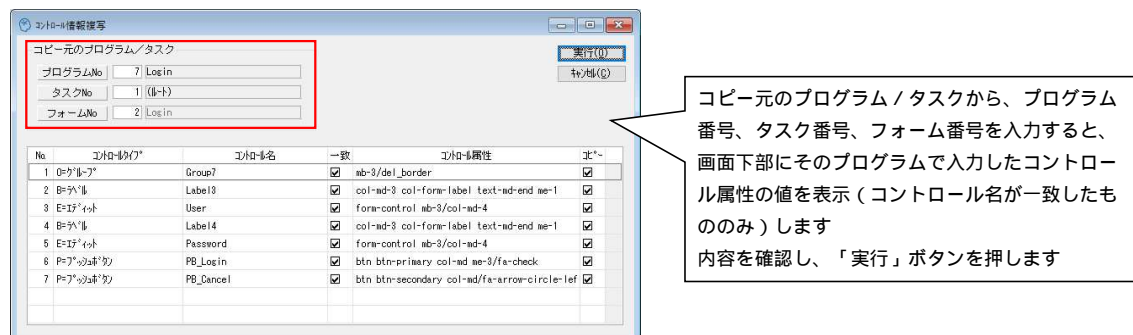 コントロール情報複写
コピー元のプログラム／タスク
実行(O)
プログラムNo 7 Login
キャンセル(C)
タスクNo 1 (ルート)
フォームNo 2 Login
No. コントロールタイプ コントロール名 一致 コントロール属性 コピー
1 O=グループ Group7 mb-3/del_border
2 B=ラベル Label3 col-md-3 col-form-label text-md-end me-1
3 E=エディット User form-control mb-3/col-md-4
4 B=ラベル Label4 col-md-3 col-form-label text-md-end me-1
5 E=エディット Password form-control mb-3/col-md-4
6 P=プッシュボタン PB_Login btn btn-primary col-md me-3/fa-check
7 P=プッシュボタン PB_Cancel btn btn-secondary col-md/fa-arrow-circle-lef
コピー元のプログラム / タスクから、プログラム
番号、タスク番号、フォーム番号を入力すると、
画面下部にそのプログラムで入力したコントロー
ル属性の値を表示 ( コントロール名が一致したも
ののみ ) します
内容を確認し、「実行」ボタンを押します